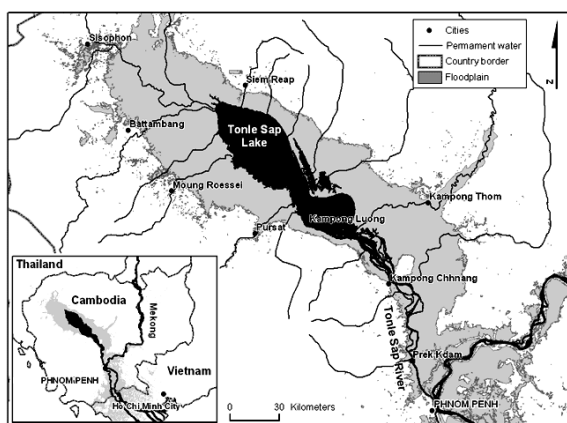 Sisophon
Siem Reap
Cities
Permament water
Country border
Floodplain
N
Battambang
Tonle Sap
Lake
Moung Roessei
Kampong Thom
Kampong Luong
Pursat
Kampong Chhnang
Tonle Sap River
Prek Kdam
PHNOM PENH
0 30 Kilometers
Thailand
Cambodia
Mekong
PHNOM PENH
Vietnam
Ho Chi Minh City